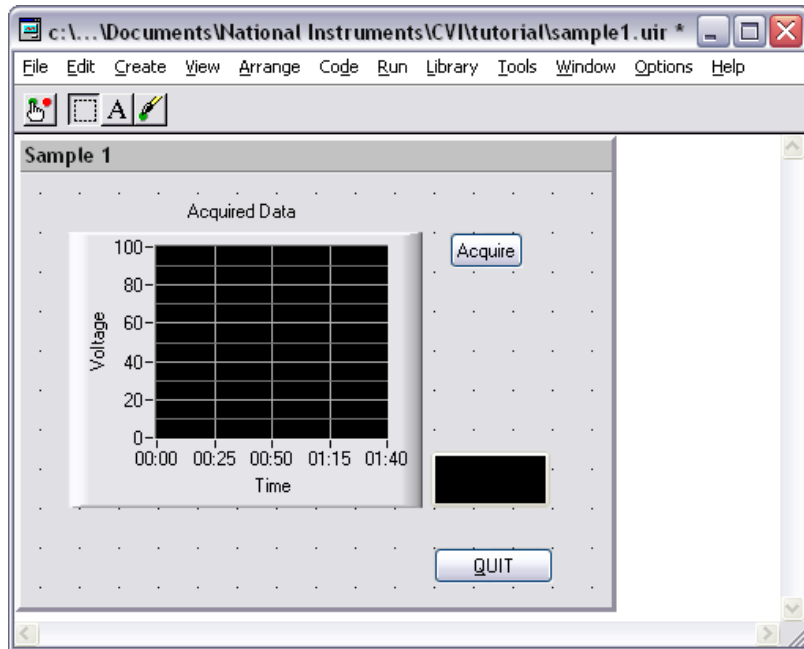 c:\...\Documents\National Instruments\CVI\tutorial\sample1.uir *
File Edit Create View Arrange Code Run Library Tools Window Options Help
A
Sample 1
Acquired Data
Acquire
100
80
60
40
20
0
Voltage
00:00 00:25 00:50 01:15 01:40
Time
QUIT